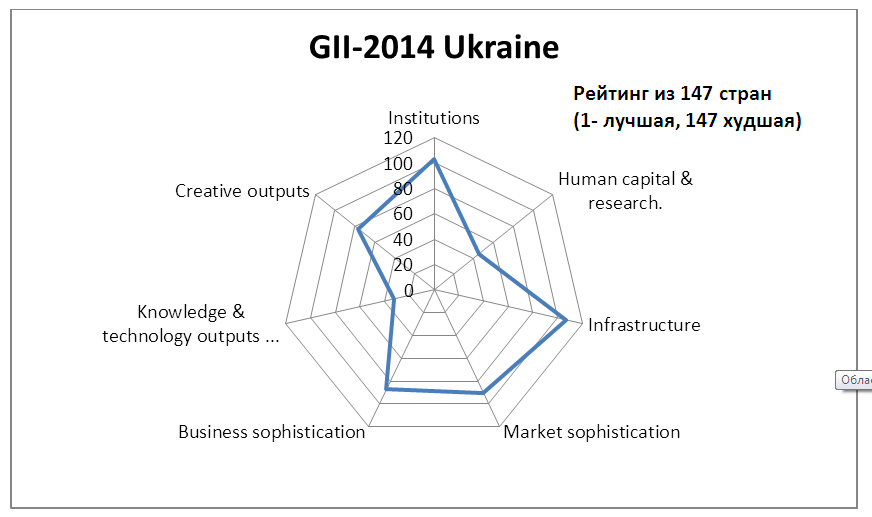 GII-2014 Ukraine
Рейтинг из 147 стран
(1- лучшая, 147 худшая)
Institutions
120
100
80
60
40
20
0
Human capital &
research.
Infrastructure
Market sophistication
Business sophistication
Knowledge &
technology outputs ...
Creative outputs
Облас